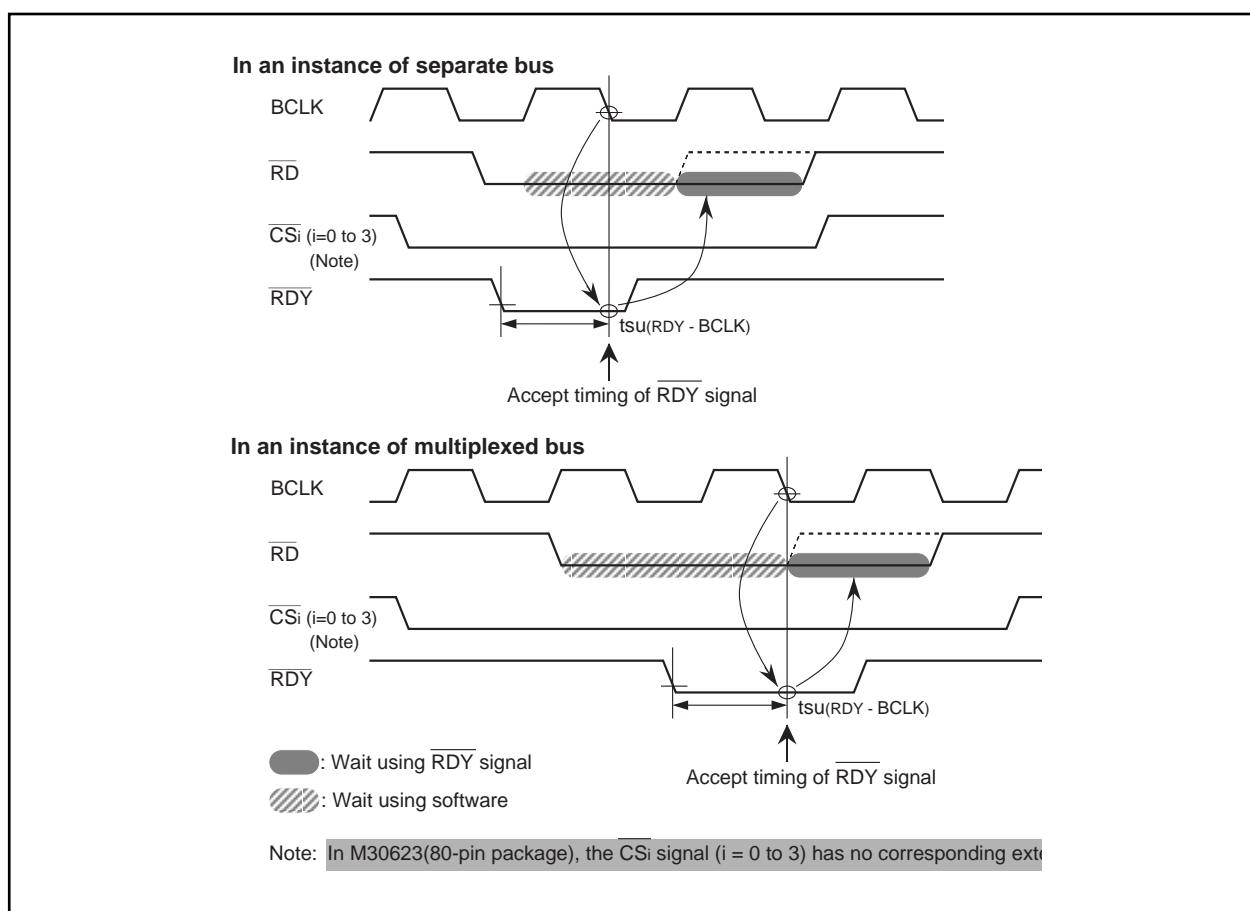 In an instance of separate bus
BCLK
RD
CSi (i=0 to 3)
(Note)
RDY
tsu(RDY - BCLK)
Accept timing of RDY signal
In an instance of multiplexed bus
BCLK
RD
CSi (i=0 to 3)
(Note)
RDY
tsu(RDY - BCLK)
Accept timing of RDY signal
: Wait using RDY signal
: Wait using software
Note: In M30623(80-pin package), the CSi signal (i = 0 to 3) has no corresponding